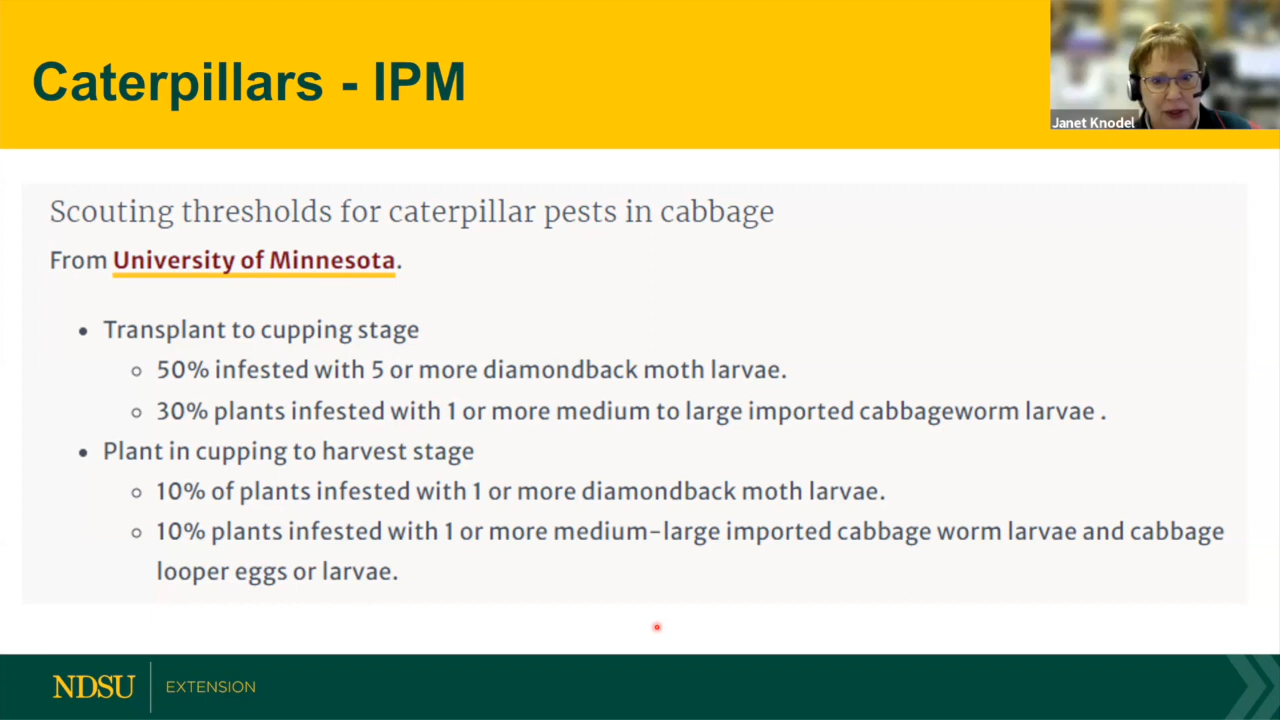 Caterpillars - IPM
Janet Knodel
Scouting thresholds for caterpillar pests in cabbage
From University of Minnesota.
• Transplant to cupping stage
○ 50% infested with 5 or more diamondback moth larvae.
○ 30% plants infested with 1 or more medium to large imported cabbageworm larvae .
• Plant in cupping to harvest stage
○ 10% of plants infested with 1 or more diamondback moth larvae.
○ 10% plants infested with 1 or more medium-large imported cabbage worm larvae and cabbage
looper eggs or larvae.
NDSU EXTENSION